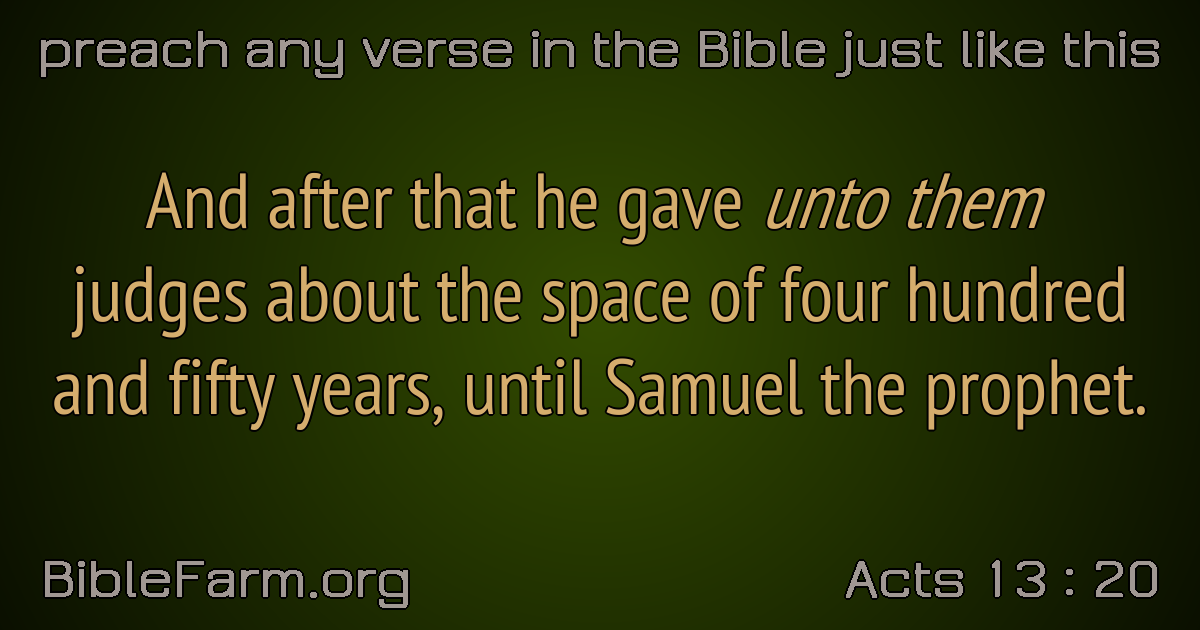 preach any verse in the Bible just like this
And after that he gave unto them
judges about the space of four hundred
and fifty years, until Samuel the prophet.
BibleFarm.org
Acts 13 : 20